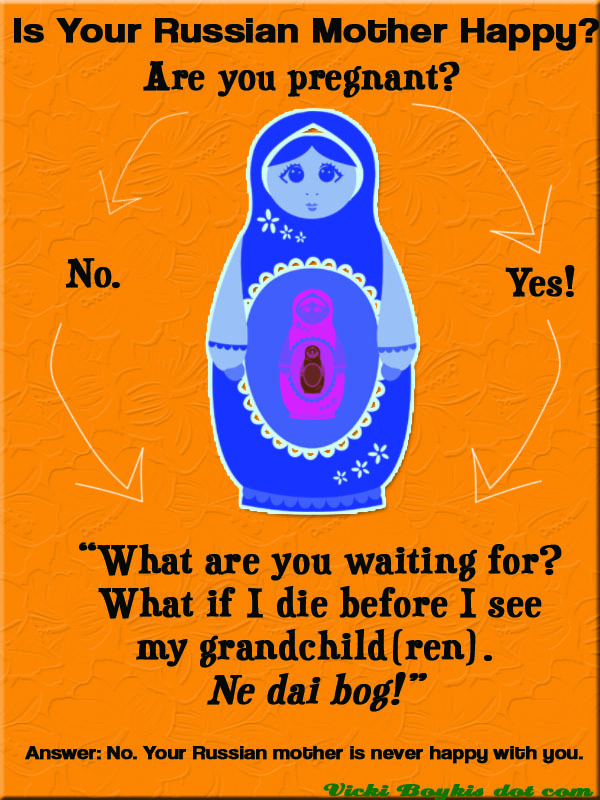 Is Your Russian Mother Happy?
Are you pregnant?
No.
Yes!
“What are you waiting for?
What if I die before I see
my grandchild(ren).
Ne dai bog!”
Answer: No. Your Russian mother is never happy with you.
Vicki Boykis dot com